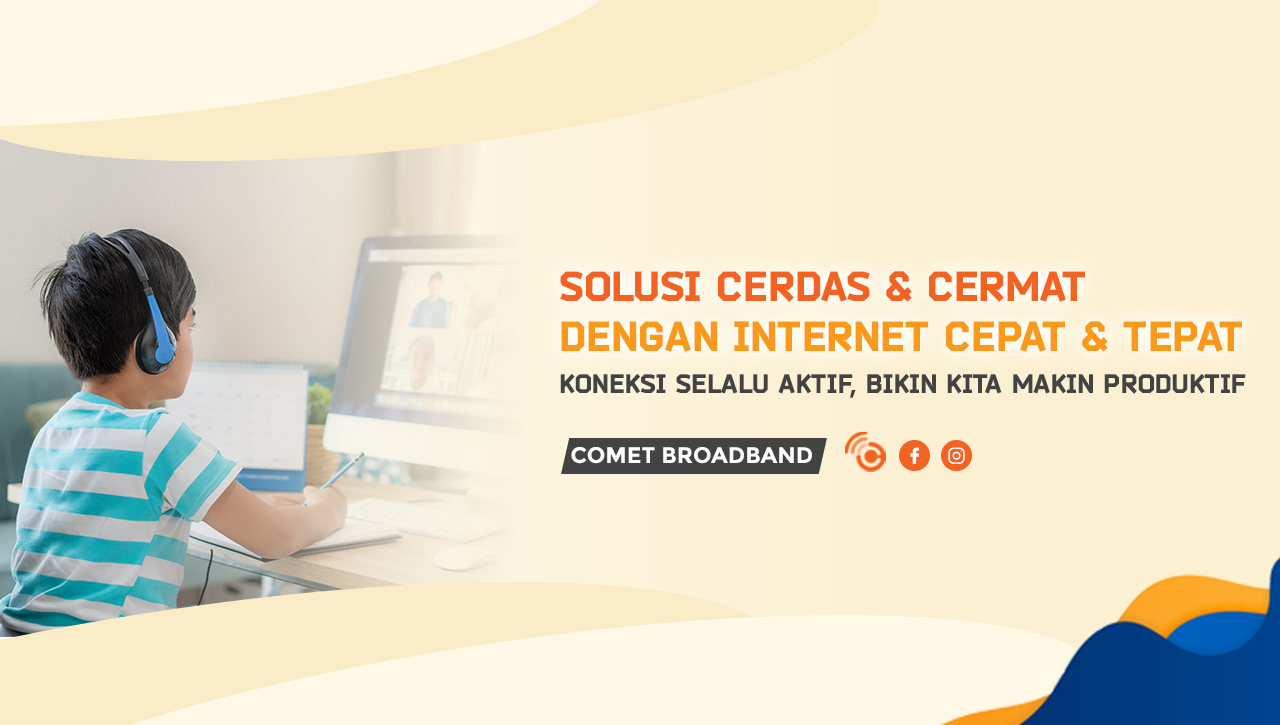 SOLUSI CERDAS & CERMAT
DENGAN INTERNET CEPAT & TEPAT
KONEKSI SELALU AKTIF, BIKIN KITA MAKIN PRODUKTIF
COMET BROADBAND